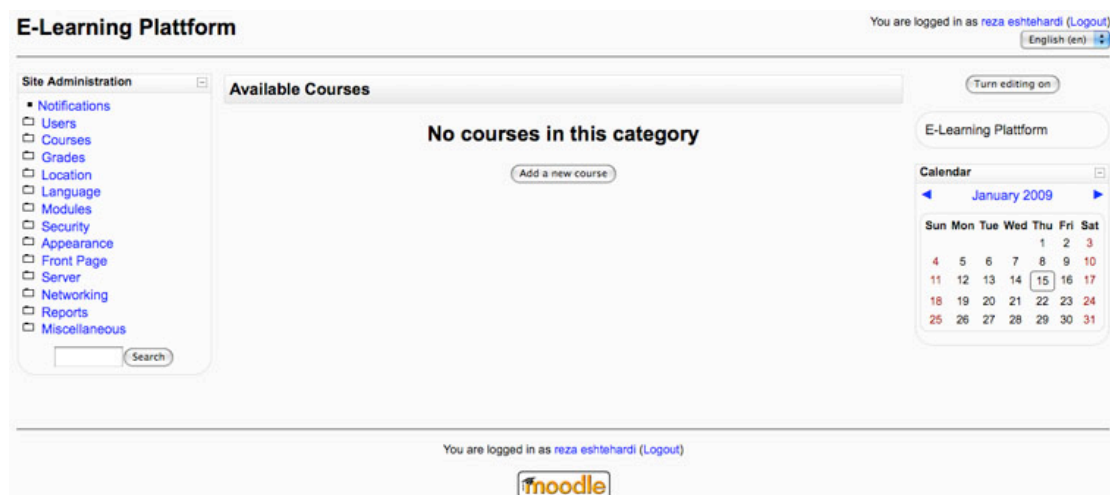 E-Learning Plattform
You are logged in as reza eshtehardi (Logout)
English (en)
Site Administration
Notifications
Users
Courses
Grades
Location
Language
Modules
Security
Appearance
Front Page
Server
Networking
Reports
Miscellaneous
Search
Available Courses
No courses in this category
Add a new course
Turn editing on
E-Learning Plattform
Calendar
January 2009
Sun Mon Tue Wed Thu Fri Sat
1 2 3
4 5 6 7 8 9 10
11 12 13 14 15 16 17
18 19 20 21 22 23 24
25 26 27 28 29 30 31
You are logged in as reza eshtehardi (Logout)
moodle